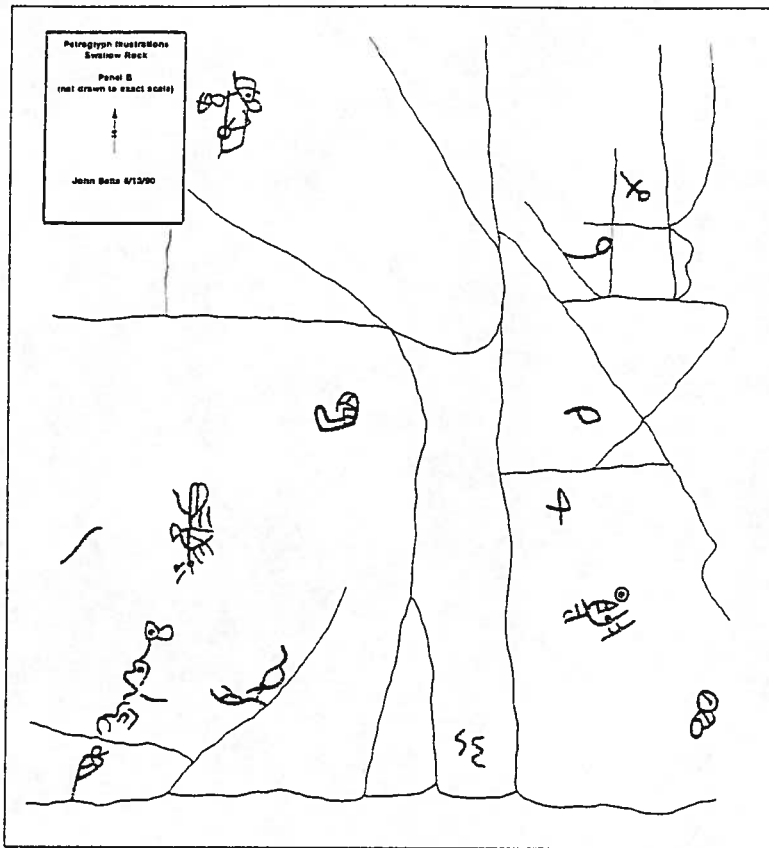 Petroglyph Illustrations
Swallow Rock
Panel B
(not drawn to exact scale)
John Betts 6/13/90